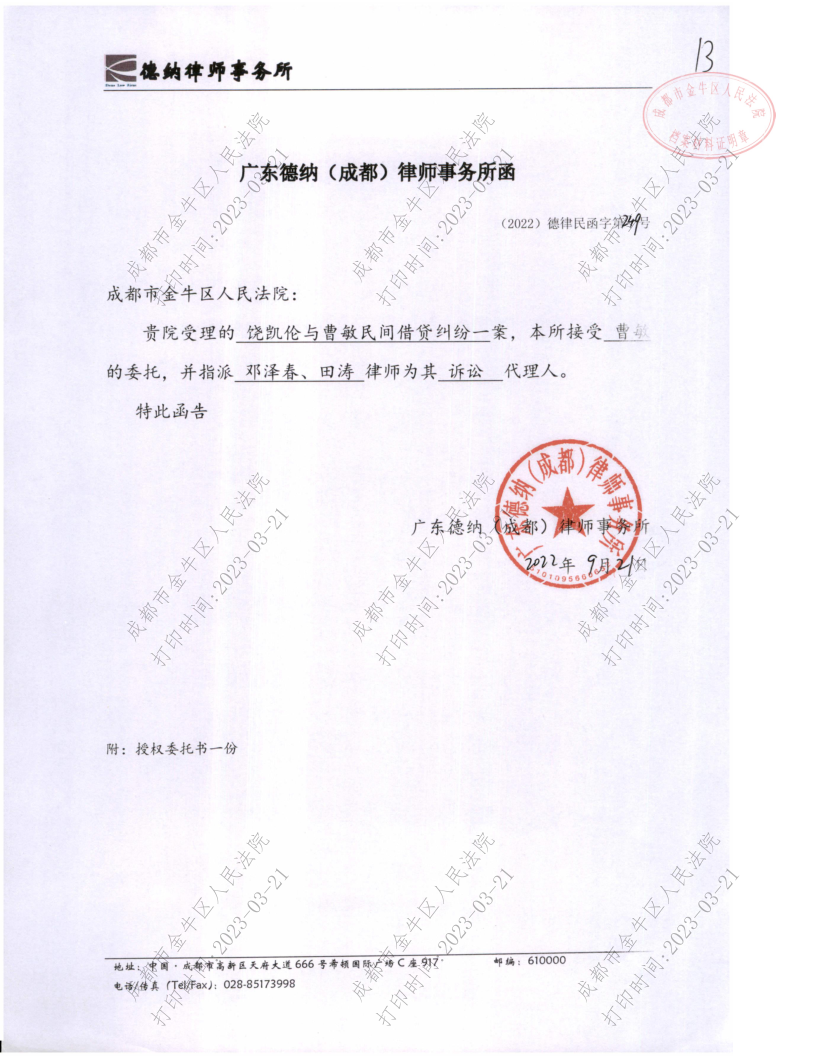 13
德纳律师事务所
成都市金牛区人民法院
档案资料证明章
广东德纳（成都）律师事务所函
（2022）德律民函字第249号
成都市金牛区人民法院：
贵院受理的 饶凯伦与曹敏民间借贷纠纷一案，本所接受 曹敏
的委托，并指派 邓泽春、田涛 律师为其 诉讼 代理人。
特此函告
广东德纳（成都）律师事务所
广东德纳（成都）律师事务所
2022年 9月21日
附：授权委托书一份
地址：中国·成都市高新区天府大道666号希顿国际广场C座917
邮编：610000
电话/传真（Tel/Fax）：028-85173998
成都市金牛区人民法院
打印时间:2023-03-21
成都市金牛区人民法院
打印时间:2023-03-21
成都市金牛区人民法院
打印时间:2023-03-21
成都市金牛区人民法院
打印时间:2023-03-21
成都市金牛区人民法院
打印时间:2023-03-21
成都市金牛区人民法院
打印时间:2023-03-21
成都市金牛区人民法院
打印时间:2023-03-21
成都市金牛区人民法院
打印时间:2023-03-21
成都市金牛区人民法院
打印时间:2023-03-21